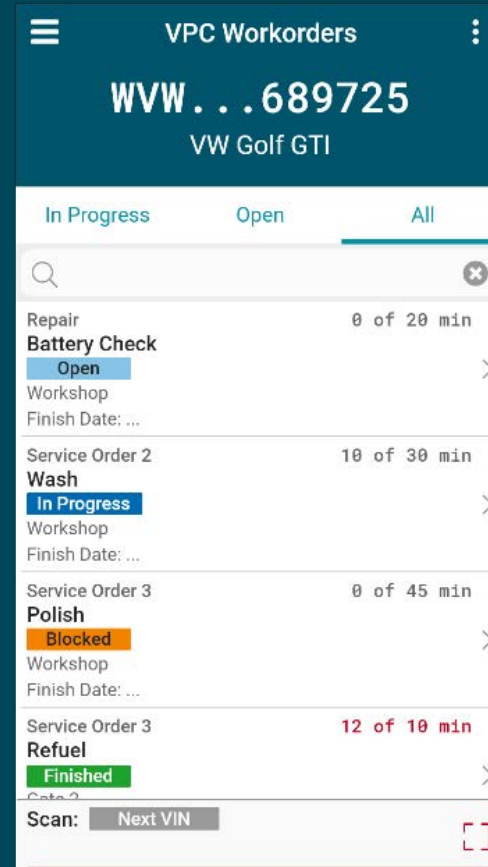 VPC Workorders
WVW...689725
VW Golf GTI
In Progress Open All
Repair 0 of 20 min
Battery Check
Open
Workshop
Finish Date: ...
Service Order 2 10 of 30 min
Wash
In Progress
Workshop
Finish Date: ...
Service Order 3 0 of 45 min
Polish
Blocked
Workshop
Finish Date: ...
Service Order 3 12 of 10 min
Refuel
Finished
Scan: Next VIN